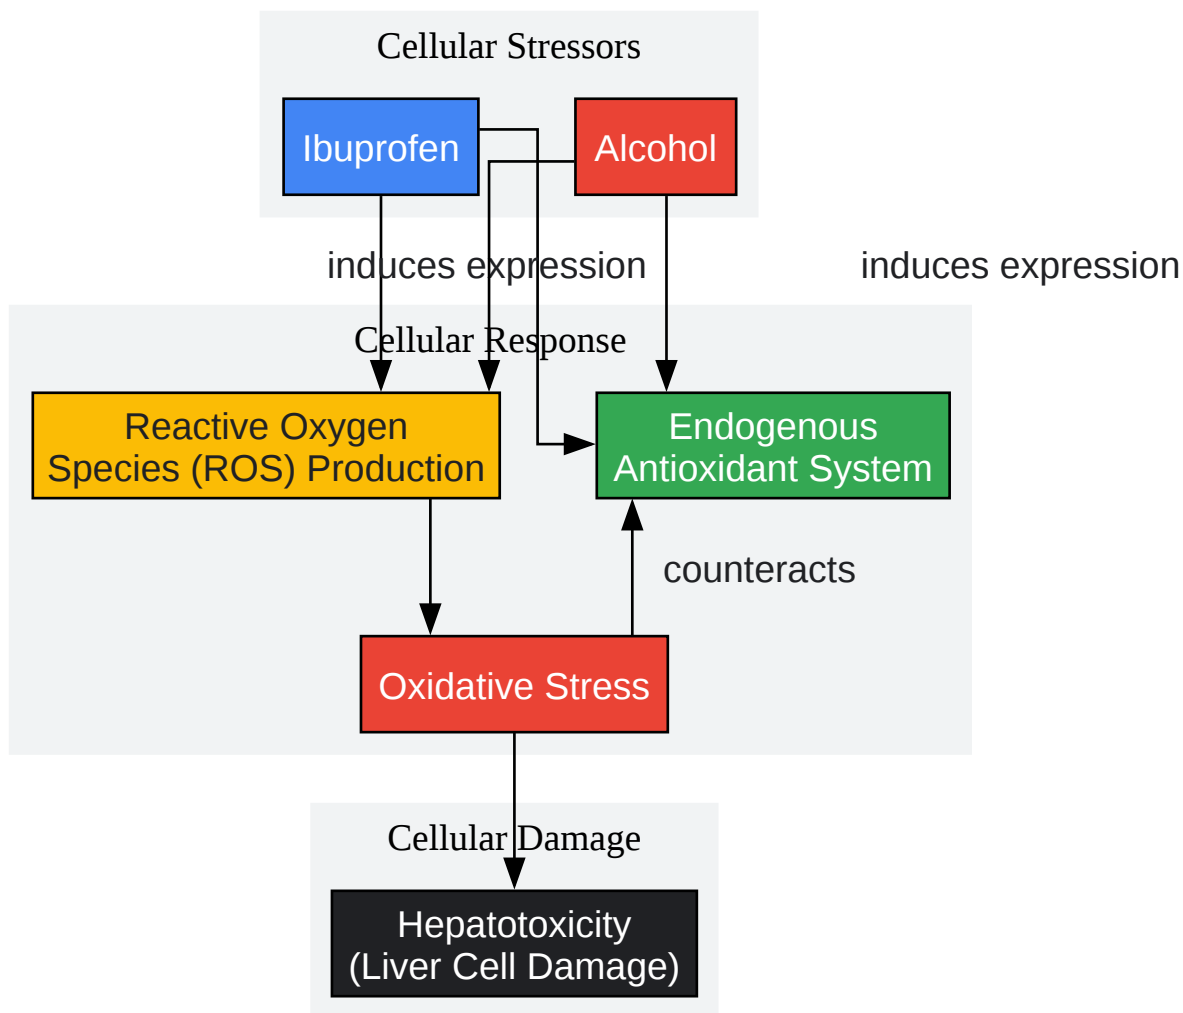 Cellular Stressors
Ibuprofen
Alcohol
induces expression
induces expression
Cellular Response
Reactive Oxygen
Species (ROS) Production
Endogenous
Antioxidant System
counteracts
Oxidative Stress
Cellular Damage
Hepatotoxicity
(Liver Cell Damage)